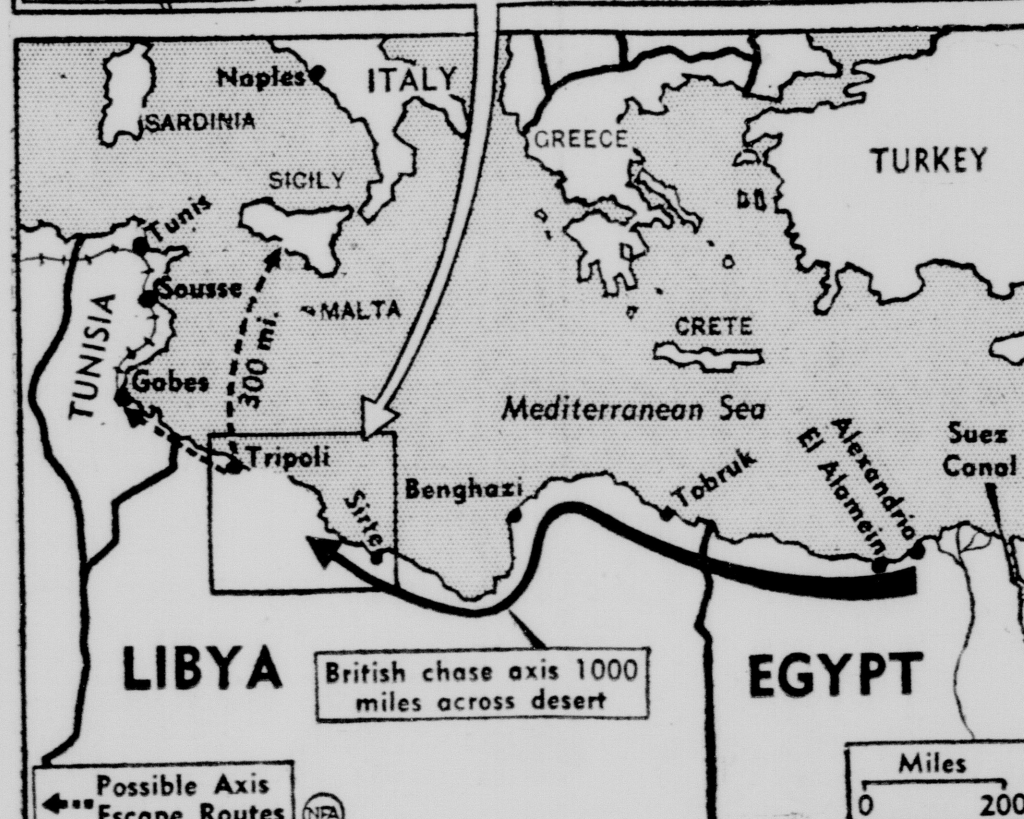 Naples
ITALY
SARDINIA
GREECE
TURKEY
SICILY
Tunis
Sousse
MALTA
TUNISIA
300 mi.
CRETE
Gabes
Mediterranean Sea
Tripoli
Benghazi
Sirte
Tobruk
Alexandria
El Alamein
Suez
Canal
LIBYA
EGYPT
British chase axis 1000
miles across desert
Possible Axis
Escape Routes
NEA
Miles
0 200